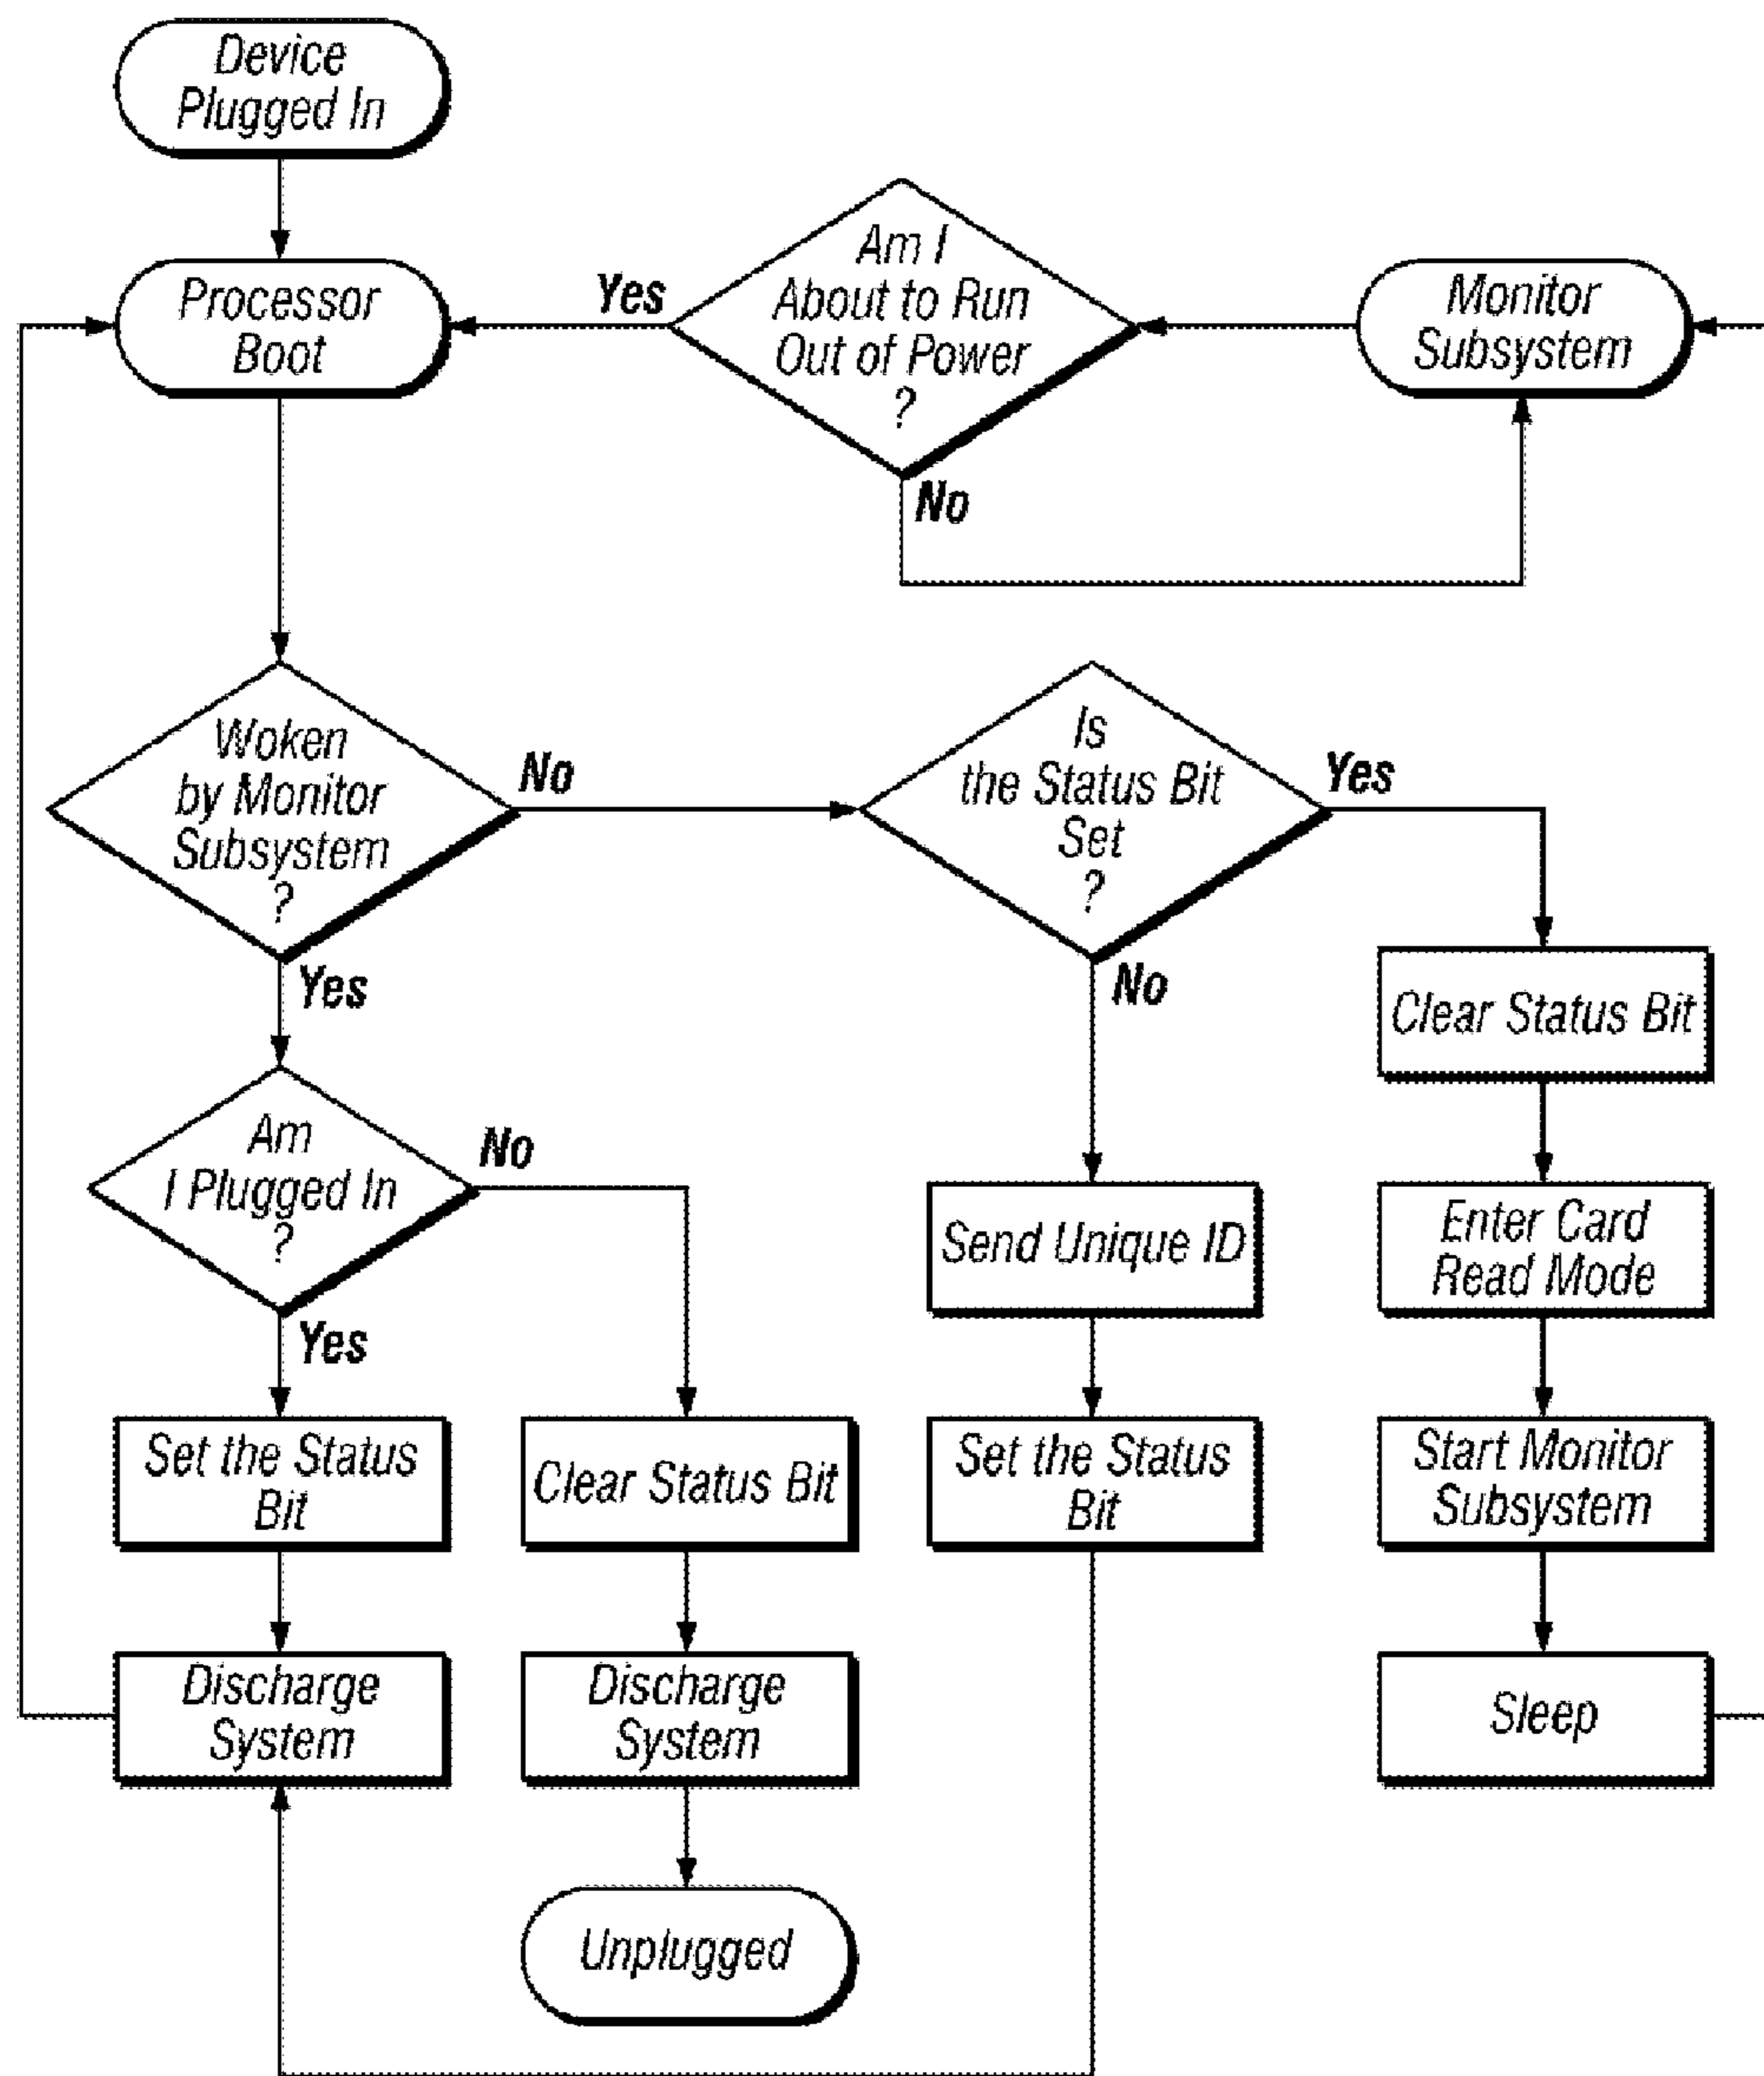 Device
Plugged In
Processor
Boot
Yes
Am I
About to Run
Out of Power
?
No
Monitor
Subsystem
Woken
by Monitor
Subsystem
?
No
Yes
Is
the Status Bit
Set
?
Yes
No
Clear Status Bit
Am
I Plugged In
?
No
Yes
Send Unique ID
Enter Card
Read Mode
Set the Status
Bit
Clear Status Bit
Set the Status
Bit
Start Monitor
Subsystem
Discharge
System
Discharge
System
Sleep
Unplugged